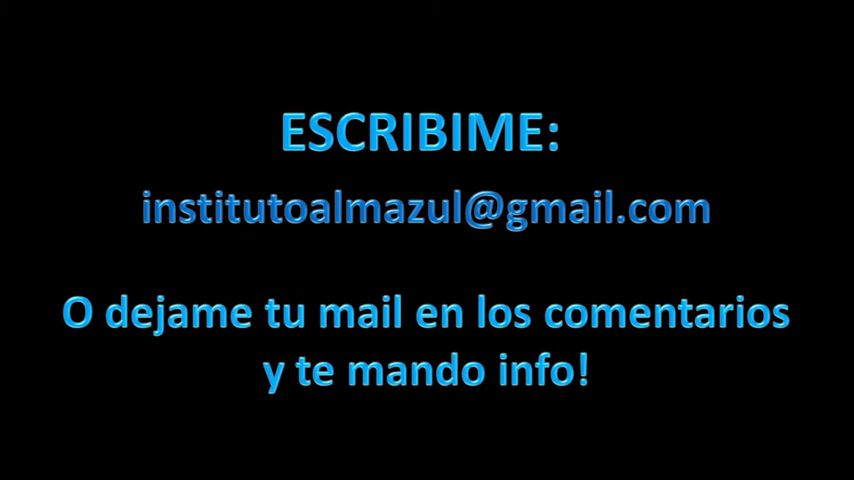 ESCRIBIME:
institutoalmazul@gmail.com
O dejame tu mail en los comentarios
y te mando info!